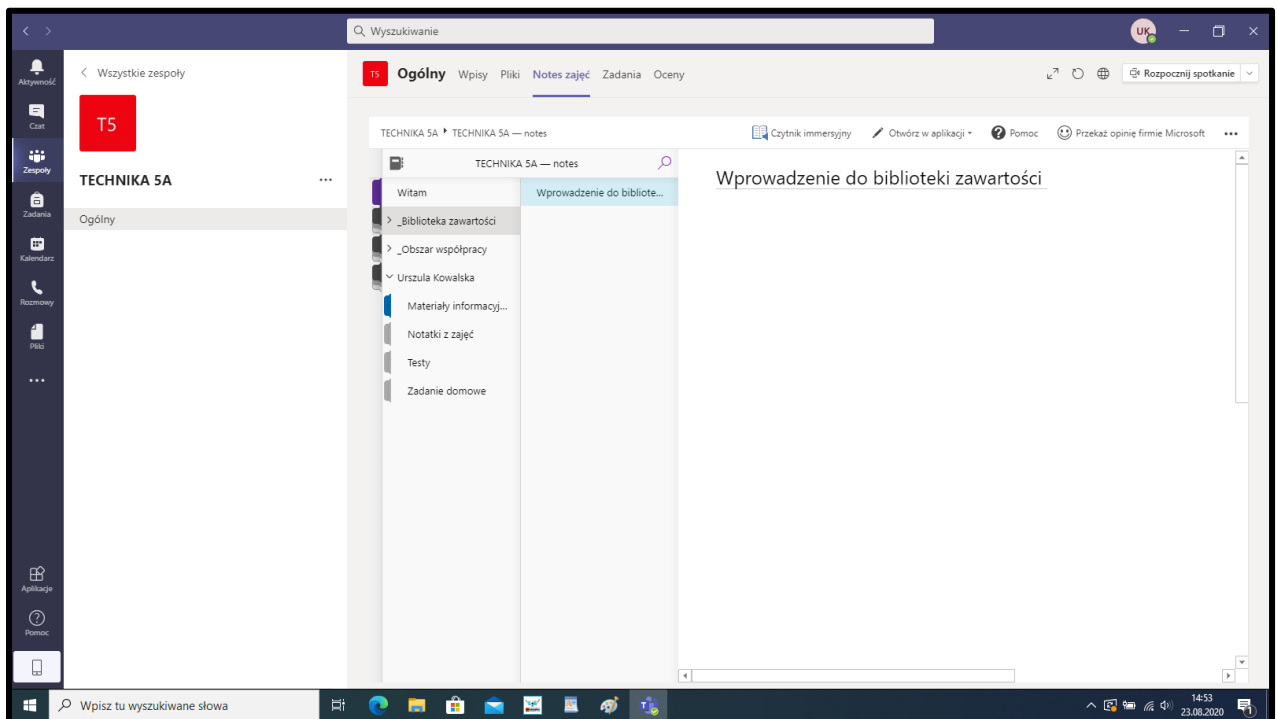 Wyszukiwanie
UK
Aktywność
Czat
Zespoły
Zadania
Kalendarz
Rozmowy
Pliki
Aplikacje
Pomoc
Wszystkie zespoły
T5
TECHNIKA 5A
Ogólny
T5 Ogólny Wpisy Pliki Notes zajęć Zadania Oceny
Rozpocznij spotkanie
TECHNIKA 5A TECHNIKA 5A — notes
Czytnik immersyjny Otwórz w aplikacji Pomoc Przekaż opinię firmie Microsoft
TECHNIKA 5A — notes
Witam
_Biblioteka zawartości
_Obszar współpracy
Urszula Kowalska
Materiały informacyj...
Notatki z zajęć
Testy
Zadanie domowe
Wprowadzenie do bibliote...
Wprowadzenie do biblioteki zawartości
Wpisz tu wyszukiwane słowa
14:53
23.08.2020